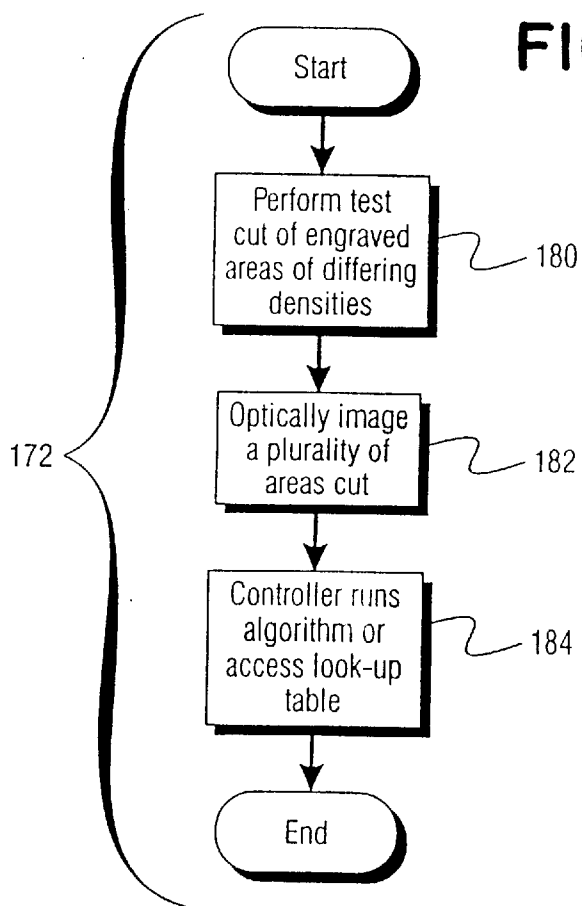 FI
Start
Perform test
cut of engraved
areas of differing
densities
180
Optically image
a plurality of
areas cut
182
172
Controller runs
algorithm or
access look-up
table
184
End